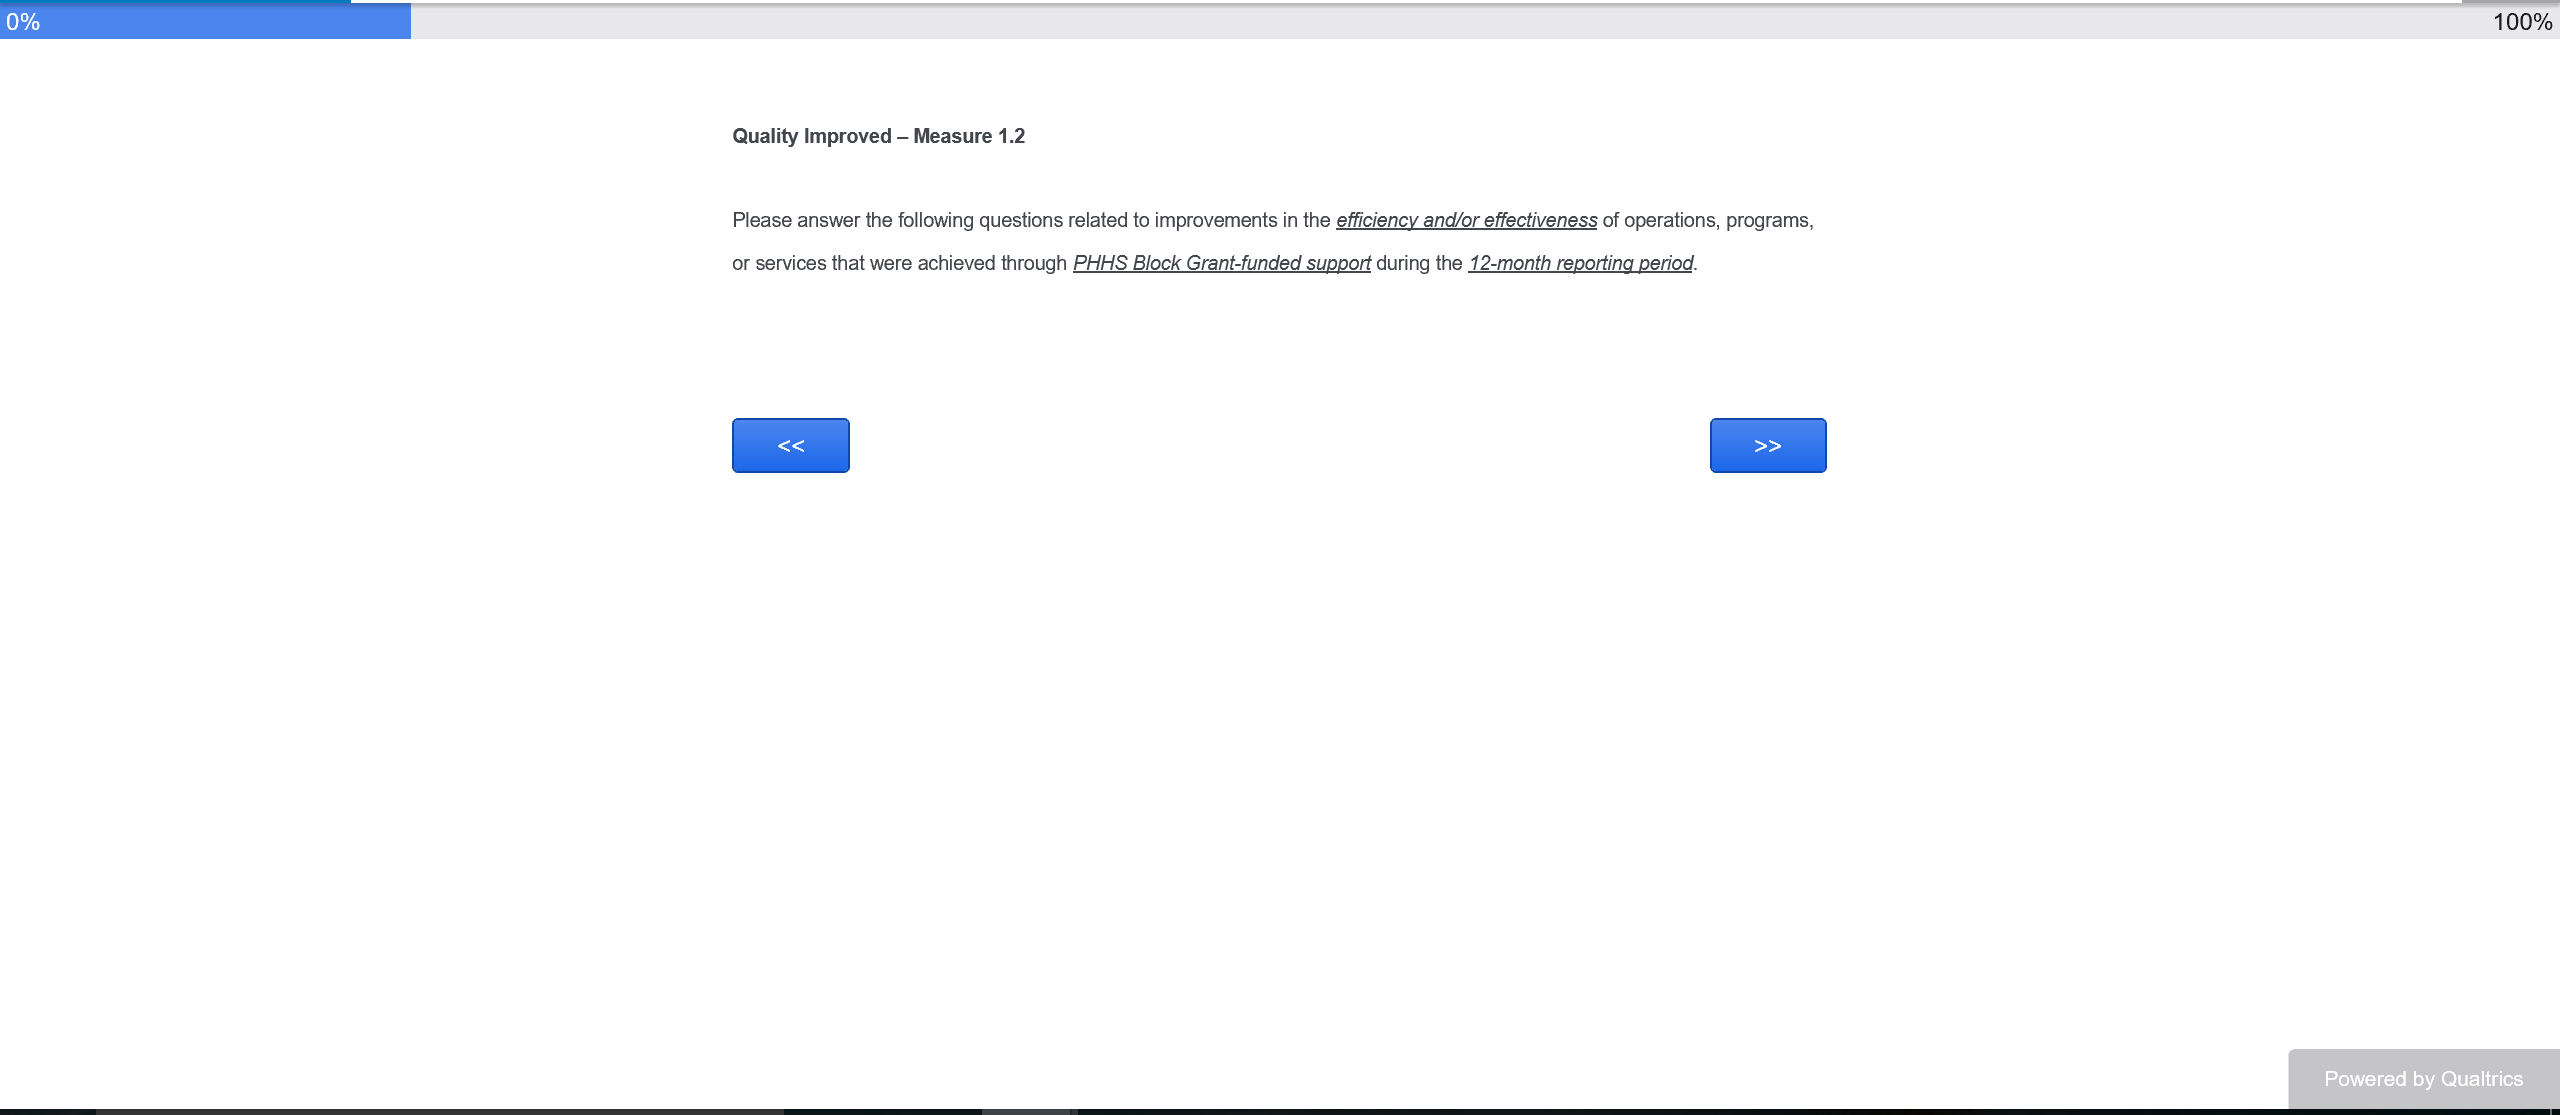 0% 100%
Quality Improved – Measure 1.2
Please answer the following questions related to improvements in the efficiency and/or effectiveness of operations, programs,
or services that were achieved through PHHS Block Grant-funded support during the 12-month reporting period.
<< >>
Powered by Qualtrics